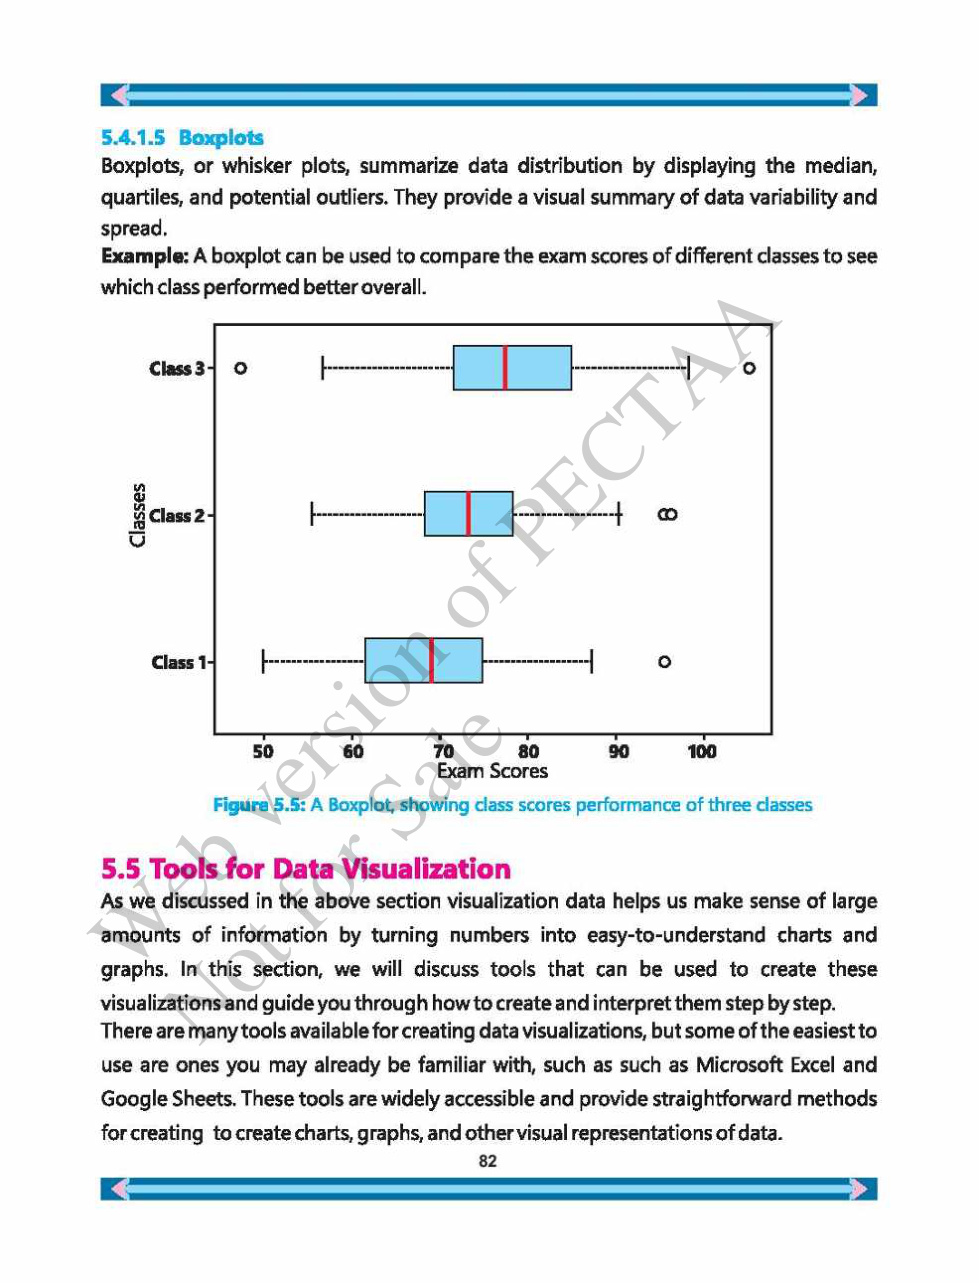 5.4.1.5 Boxplots
Boxplots, or whisker plots, summarize data distribution by displaying the median,
quartiles, and potential outliers. They provide a visual summary of data variability and
spread.
Example: A boxplot can be used to compare the exam scores of different classes to see
which class performed better overall.
Class 3
Classes
Class 2
Class 1
50 60 70 80 90 100
Exam Scores
Figure 5.5: A Boxplot, showing class scores performance of three classes
5.5 Tools for Data Visualization
As we discussed in the above section visualization data helps us make sense of large
amounts of information by turning numbers into easy-to-understand charts and
graphs. In this section, we will discuss tools that can be used to create these
visualizations and guide you through how to create and interpret them step by step.
There are many tools available for creating data visualizations, but some of the easiest to
use are ones you may already be familiar with, such as such as Microsoft Excel and
Google Sheets. These tools are widely accessible and provide straightforward methods
for creating to create charts, graphs, and other visual representations of data.
82
Web version of PECTAA
Not for Sale